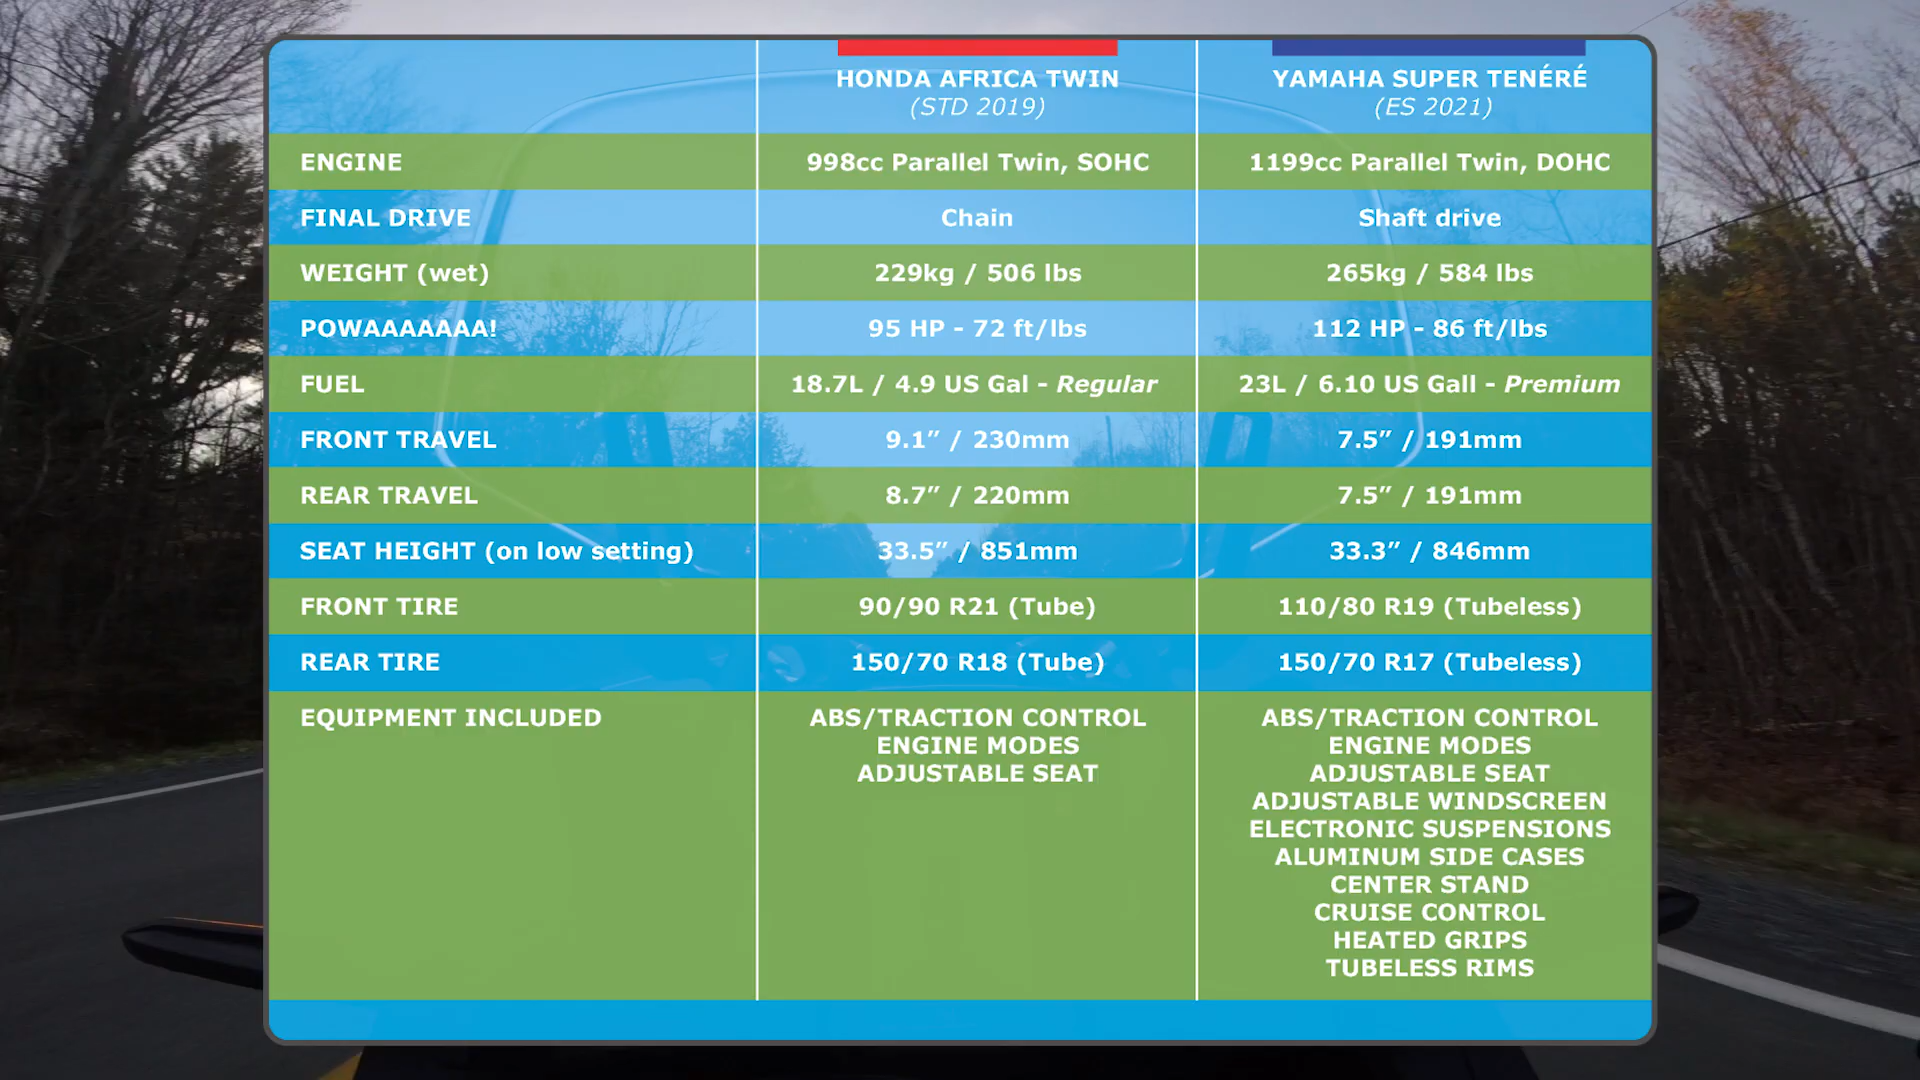 HONDA AFRICA TWIN YAMAHA SUPER TENÉRÉ
(STD 2019) (ES 2021)
ENGINE 998cc Parallel Twin, SOHC 1199cc Parallel Twin, DOHC
FINAL DRIVE Chain Shaft drive
WEIGHT (wet) 229kg / 506 lbs 265kg / 584 lbs
POWAAAAAAA! 95 HP - 72 ft/lbs 112 HP - 86 ft/lbs
FUEL 18.7L / 4.9 US Gal - Regular 23L / 6.10 US Gall - Premium
FRONT TRAVEL 9.1″ / 230mm 7.5″ / 191mm
REAR TRAVEL 8.7″ / 220mm 7.5″ / 191mm
SEAT HEIGHT (on low setting) 33.5″ / 851mm 33.3″ / 846mm
FRONT TIRE 90/90 R21 (Tube) 110/80 R19 (Tubeless)
REAR TIRE 150/70 R18 (Tube) 150/70 R17 (Tubeless)
EQUIPMENT INCLUDED ABS/TRACTION CONTROL ABS/TRACTION CONTROL
ENGINE MODES ENGINE MODES
ADJUSTABLE SEAT ADJUSTABLE SEAT
ADJUSTABLE WINDSCREEN
ELECTRONIC SUSPENSIONS
ALUMINUM SIDE CASES
CENTER STAND
CRUISE CONTROL
HEATED GRIPS
TUBELESS RIMS